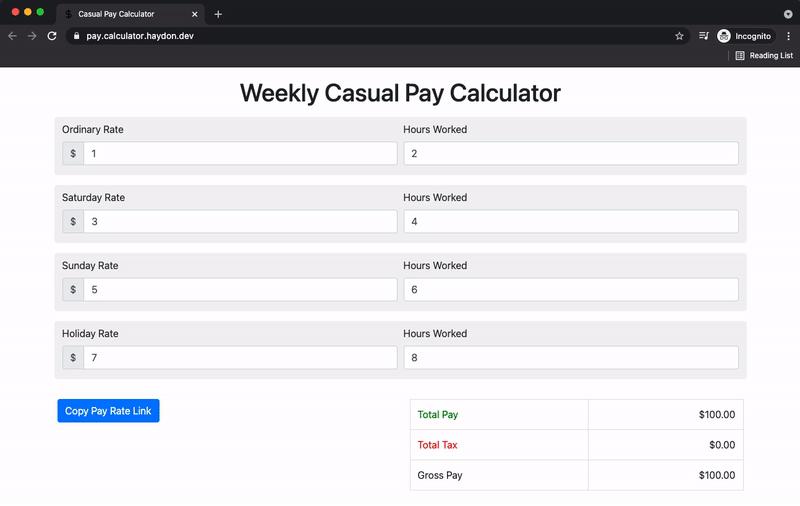 Casual Pay Calculator
pay.calculator.haydon.dev
Incognito
Reading List
Weekly Casual Pay Calculator
Ordinary Rate Hours Worked
$ 1 2
Saturday Rate Hours Worked
$ 3 4
Sunday Rate Hours Worked
$ 5 6
Holiday Rate Hours Worked
$ 7 8
Copy Pay Rate Link
Total Pay $100.00
Total Tax $0.00
Gross Pay $100.00